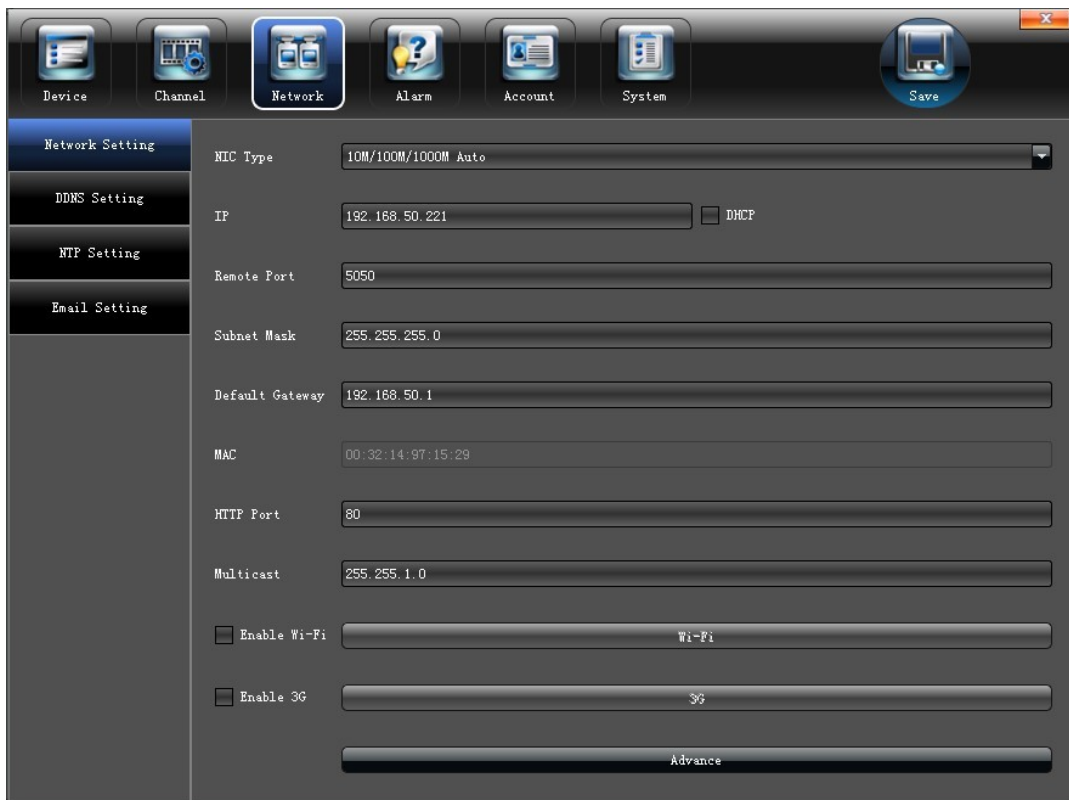 Device Channel Network Alarm Account System Save
Network Setting
DDNS Setting
NTP Setting
Email Setting
NIC Type 10M/100M/1000M Auto
IP 192.168.50.221 DHCP
Remote Port 5050
Subnet Mask 255.255.255.0
Default Gateway 192.168.50.1
MAC 00:32:14:97:15:29
HTTP Port 80
Multicast 255.255.1.0
Enable Wi-Fi Wi-Fi
Enable 3G 3G
Advance